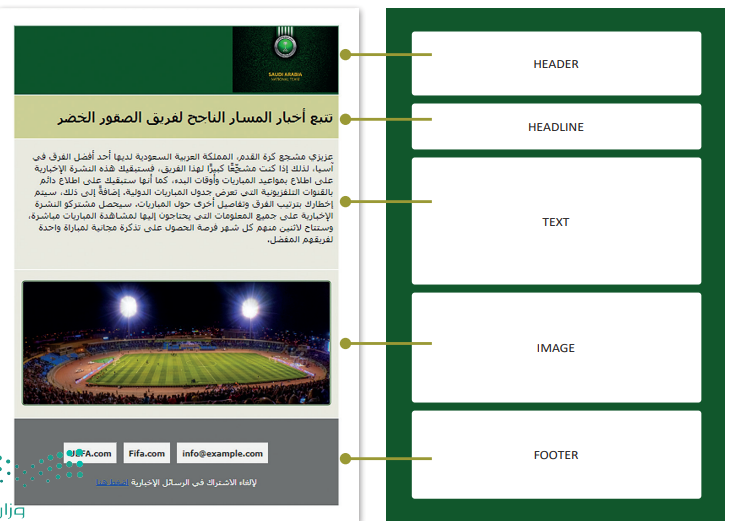 SAUDI ARABIA
NATIONAL TEAM
تتبع أخبار المسار الناجح لفريق الصقور الخضر
عزيزي مشجع كرة القدم، المملكة العربية السعودية لديها أحد أفضل الفرق في
آسيا، لذلك إذا كنت مشجّعًا كبيرًا لهذا الفريق، فستبقيك هذه النشرة الإخبارية
على اطلاع بمواعيد المباريات وأوقات البدء، كما أنها ستبقيك على اطلاع دائم
بالقنوات التلفزيونية التي تعرض جدول المباريات الدولية. إضافةً إلى ذلك، سيتم
إخطارك بترتيب الفرق وتفاصيل أخرى حول المباريات. سيحصل مشتركو النشرة
الإخبارية على جميع المعلومات التي يحتاجون إليها لمشاهدة المباريات مباشرة،
وستتاح لاثنين منهم كل شهر فرصة الحصول على تذكرة مجانية لمباراة واحدة
لفريقهم المفضل.
Fifa.com info@example.com
لإلغاء الاشتراك في الرسائل الإخبارية اضغط هنا
HEADER
HEADLINE
TEXT
IMAGE
FOOTER